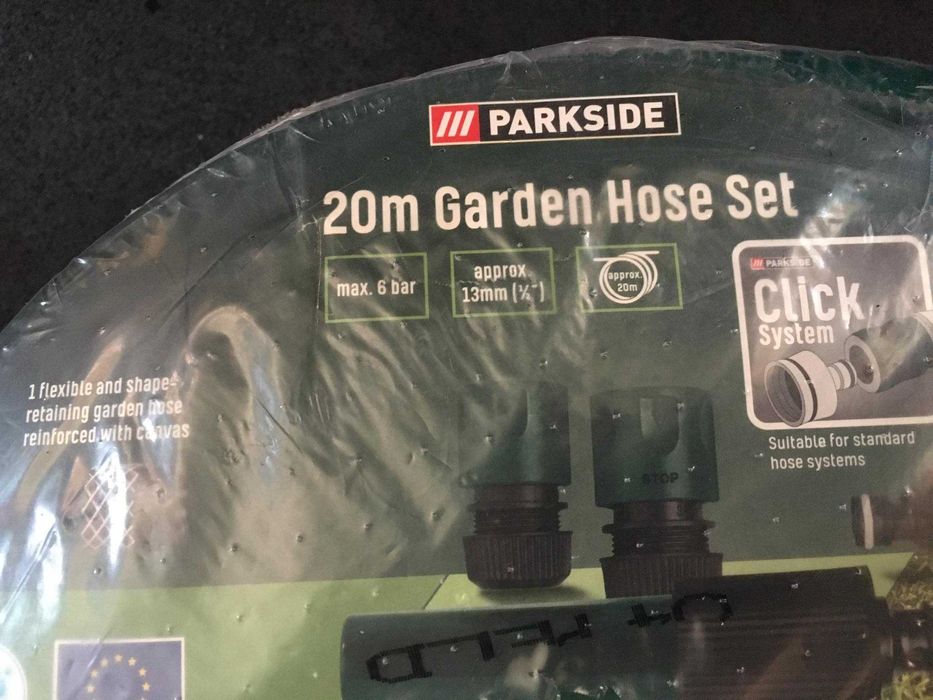 PARKSIDE
20m Garden Hose Set
max. 6 bar
approx.
13mm (½")
approx.
20m
PARKSIDE
Click
System
Suitable for standard
hose systems
1 flexible and shape-
retaining garden hose
reinforced with canvas
STOP